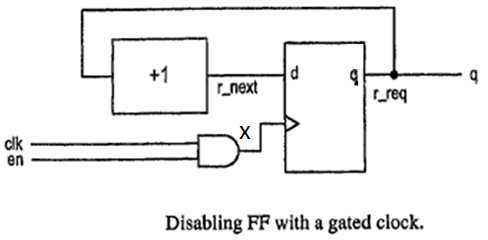 +1
r_next
d
q
r_req
q
clk
en
X
Disabling FF with a gated clock.